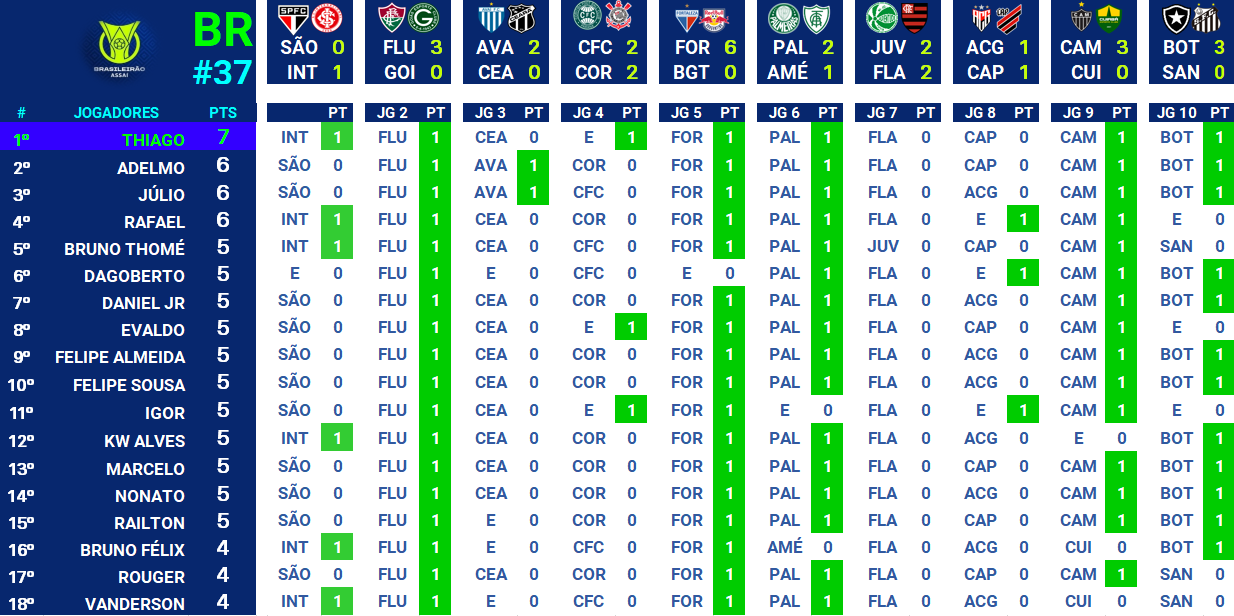 BR
#37
BRASILEIRÃO
ASSAÍ
SPFC
SÃO 0
INT 1
FLU 3
GOI 0
AVA 2
CEA 0
CFC 2
COR 2
FORTALEZA
FOR 6
BGT 0
PAL 2
AMÉ 1
JUV 2
FLA 2
ACG 1
CAP 1
CAM 3
CUI 0
BOT 3
SAN 0
# JOGADORES PTS PT JG 2 PT JG 3 PT JG 4 PT JG 5 PT JG 6 PT JG 7 PT JG 8 PT JG 9 PT JG 10 PT
1º THIAGO 7 INT 1 FLU 1 CEA 0 E 1 FOR 1 PAL 1 FLA 0 CAP 0 CAM 1 BOT 1
2º ADELMO 6 SÃO 0 FLU 1 AVA 1 COR 0 FOR 1 PAL 1 FLA 0 CAP 0 CAM 1 BOT 1
3º JÚLIO 6 SÃO 0 FLU 1 AVA 1 CFC 0 FOR 1 PAL 1 FLA 0 ACG 0 CAM 1 BOT 1
4º RAFAEL 6 INT 1 FLU 1 CEA 0 COR 0 FOR 1 PAL 1 FLA 0 E 1 CAM 1 E 0
5º BRUNO THOMÉ 5 INT 1 FLU 1 CEA 0 CFC 0 FOR 1 PAL 1 JUV 0 CAP 0 CAM 1 SAN 0
6º DAGOBERTO 5 E 0 FLU 1 E 0 CFC 0 E 0 PAL 1 FLA 0 E 1 CAM 1 BOT 1
7º DANIEL JR 5 SÃO 0 FLU 1 CEA 0 COR 0 FOR 1 PAL 1 FLA 0 ACG 0 CAM 1 BOT 1
8º EVALDO 5 SÃO 0 FLU 1 CEA 0 E 1 FOR 1 PAL 1 FLA 0 ACG 0 CAM 1 E 0
9º FELIPE ALMEIDA 5 SÃO 0 FLU 1 CEA 0 COR 0 FOR 1 PAL 1 FLA 0 ACG 0 CAM 1 BOT 1
10º FELIPE SOUSA 5 SÃO 0 FLU 1 CEA 0 COR 0 FOR 1 PAL 1 FLA 0 ACG 0 CAM 1 BOT 1
11º IGOR 5 SÃO 0 FLU 1 CEA 0 E 1 FOR 1 E 0 FLA 0 E 1 CAM 1 E 0
12º KW ALVES 5 INT 1 FLU 1 CEA 0 COR 0 FOR 1 PAL 1 FLA 0 ACG 0 E 0 BOT 1
13º MARCELO 5 SÃO 0 FLU 1 CEA 0 COR 0 FOR 1 PAL 1 FLA 0 CAP 0 CAM 1 BOT 1
14º NONATO 5 SÃO 0 FLU 1 CEA 0 COR 0 FOR 1 PAL 1 FLA 0 ACG 0 CAM 1 BOT 1
15º RAILTON 5 SÃO 0 FLU 1 E 0 COR 0 FOR 1 PAL 1 FLA 0 CAP 0 CAM 1 BOT 1
16º BRUNO FÉLIX 4 INT 1 FLU 1 E 0 CFC 0 FOR 1 AMÉ 0 FLA 0 ACG 0 CUI 0 BOT 1
17º ROUGER 4 SÃO 0 FLU 1 CEA 0 COR 0 FOR 1 PAL 1 FLA 0 CAP 0 CAM 1 SAN 0
18º VANDERSON 4 INT 1 FLU 1 E 0 CFC 0 FOR 1 PAL 1 FLA 0 ACG 0 CUI 0 SAN 0